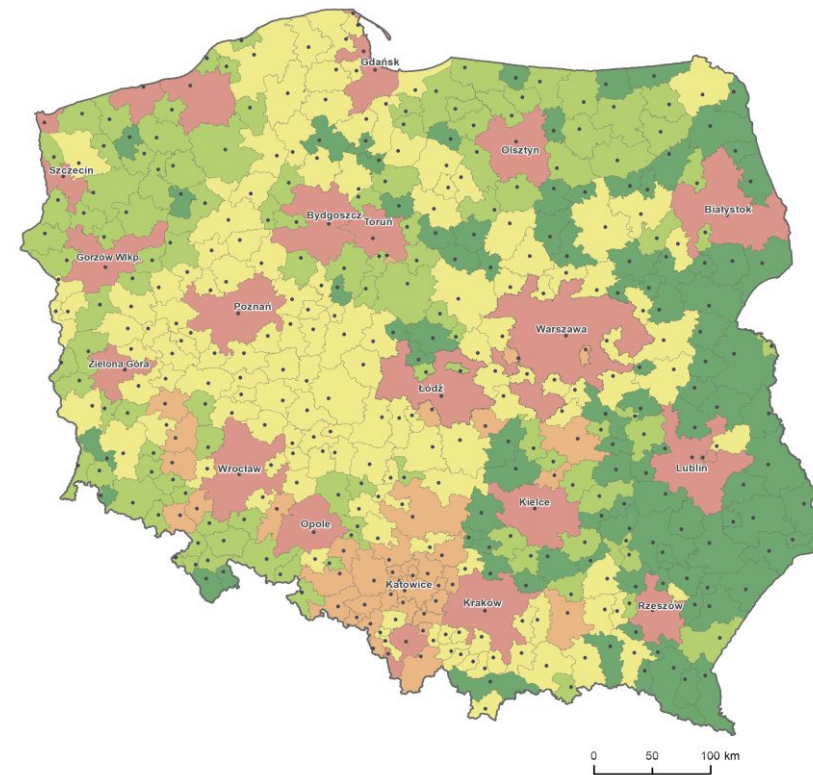 Gdańsk
Olsztyn
Szczecin
Białystok
Bydgoszcz
Toruń
Gorzów Wlkp.
Poznań
Warszawa
Zielona Góra
Łódź
Wrocław
Lublin
Kielce
Opole
Katowice
Kraków
Rzeszów
0 50 100 km